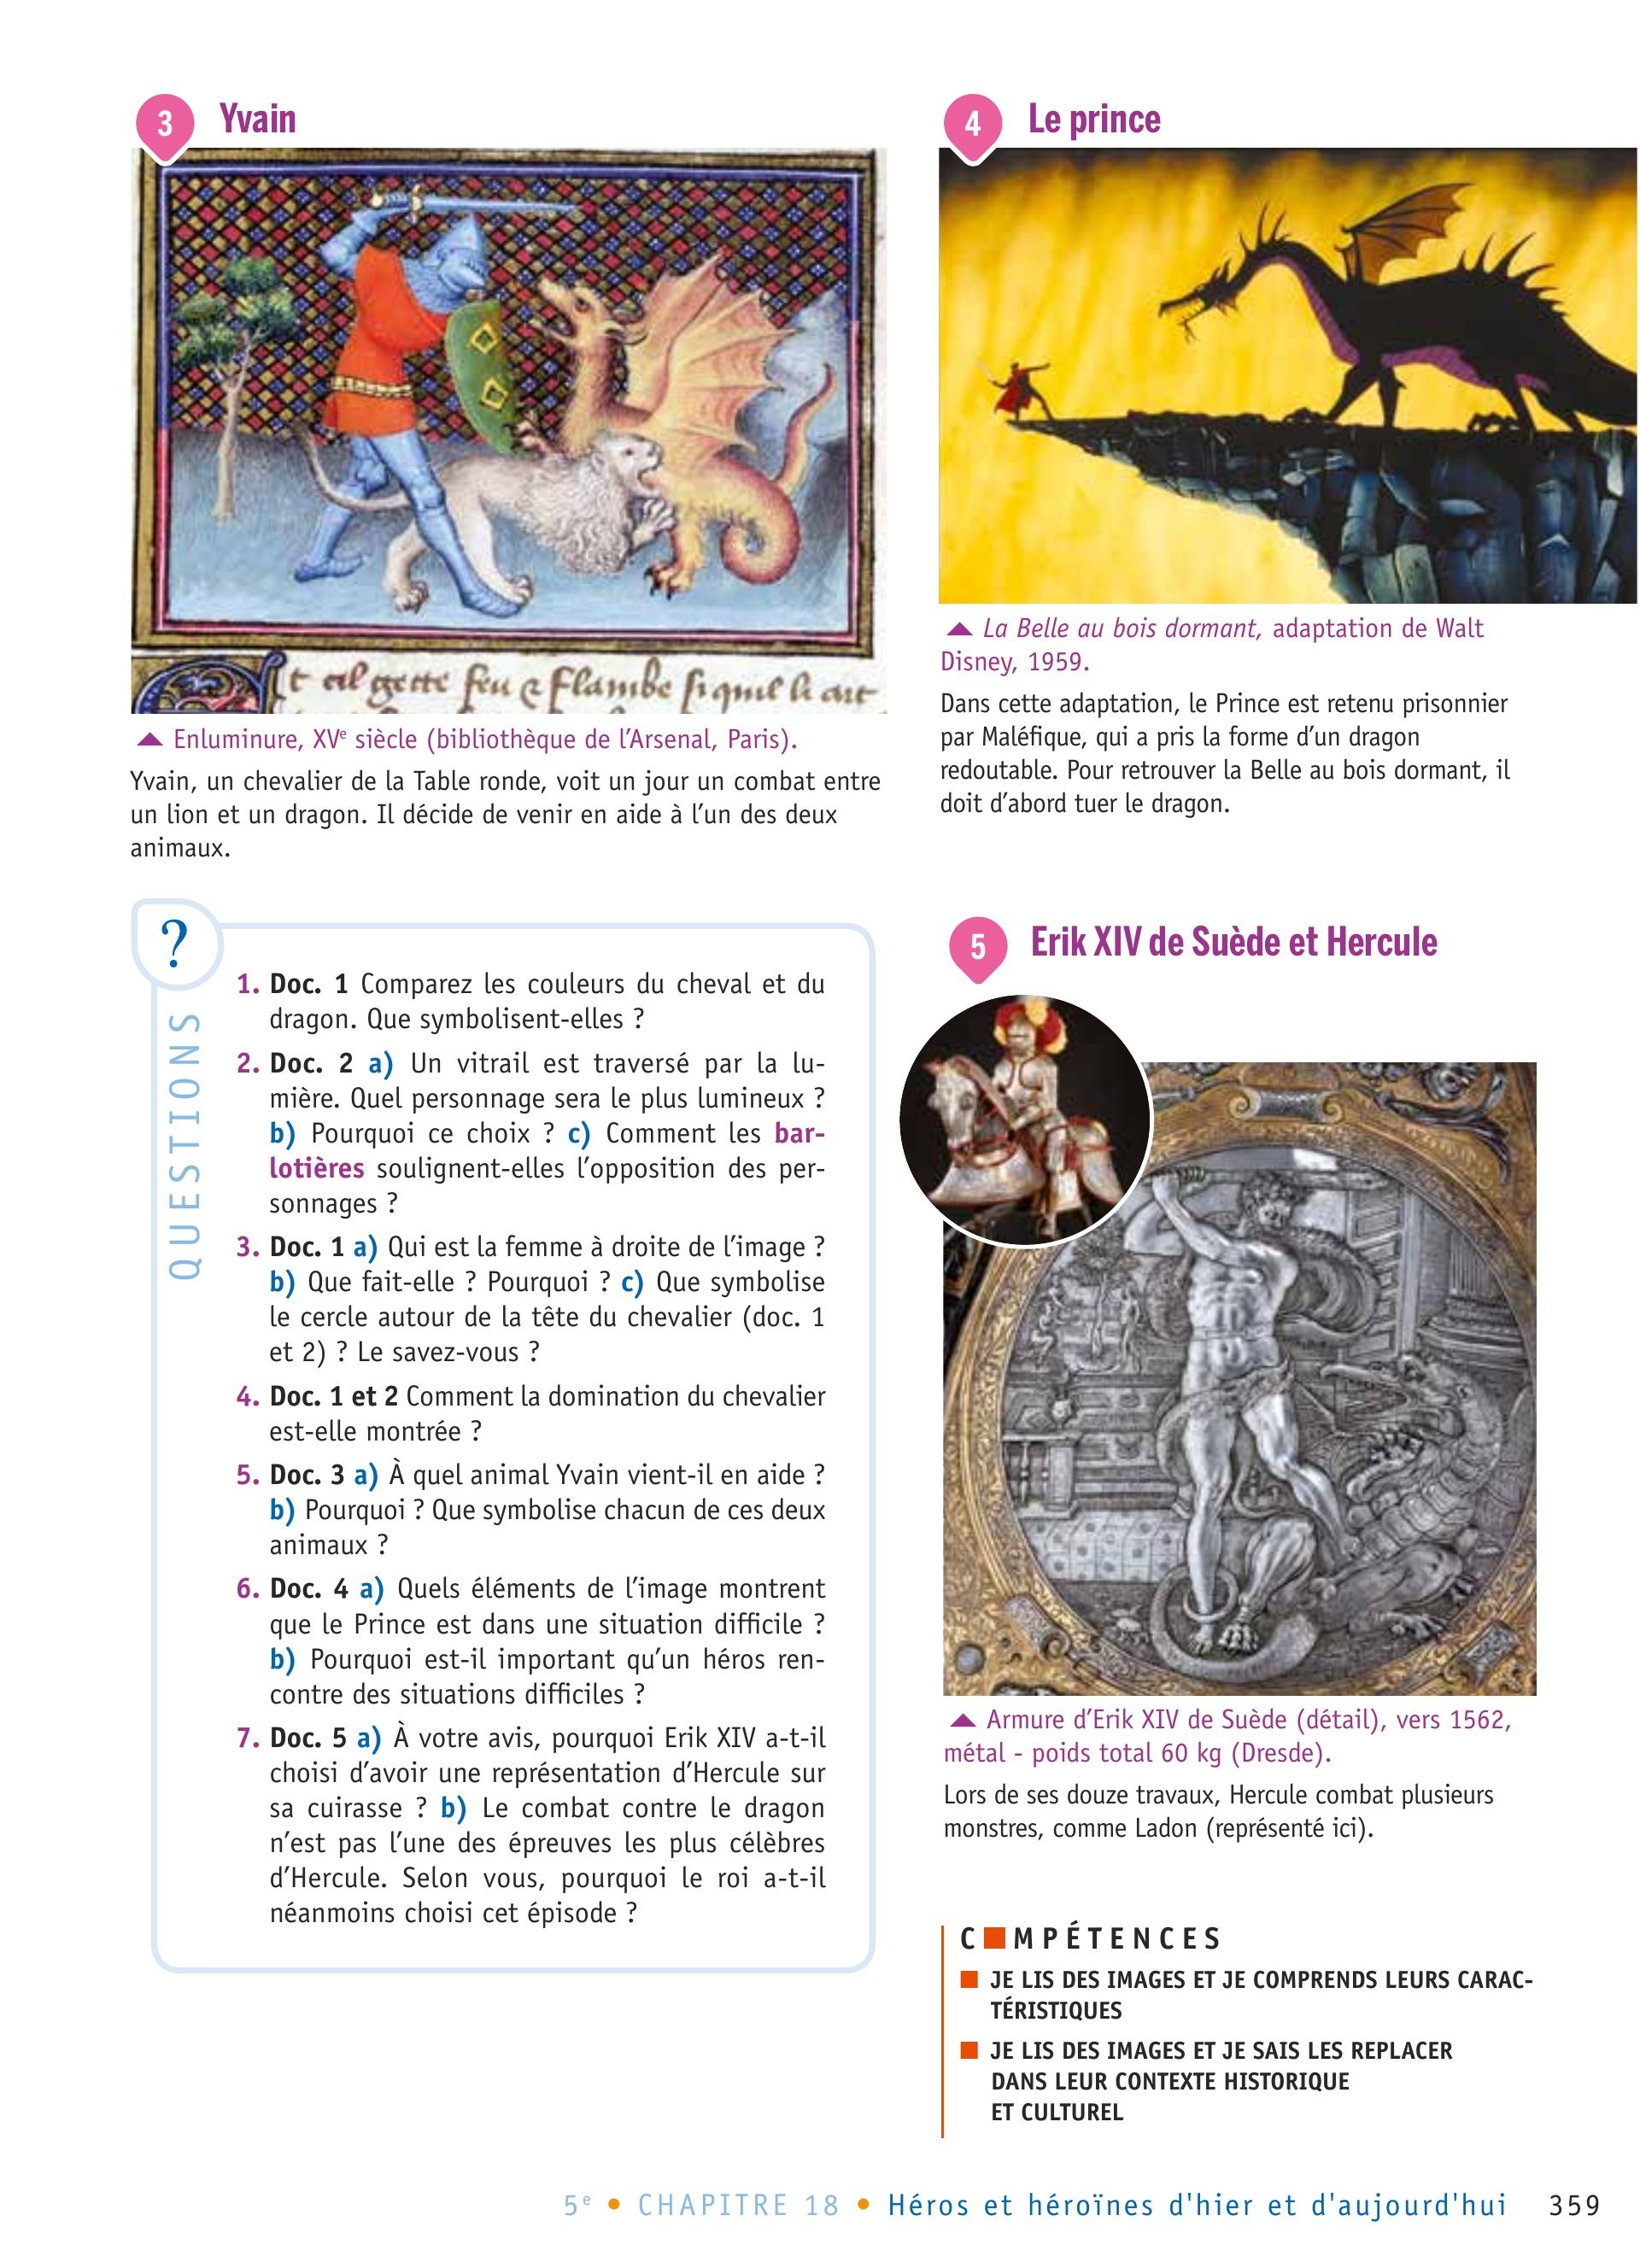 3 Yvain
t cil gette feu & flambe si quil li art
Enluminure, XVe siècle (bibliothèque de l'Arsenal, Paris).
Yvain, un chevalier de la Table ronde, voit un jour un combat entre
un lion et un dragon. Il décide de venir en aide à l'un des deux
animaux.
4 Le prince
La Belle au bois dormant, adaptation de Walt
Disney, 1959.
Dans cette adaptation, le Prince est retenu prisonnier
par Maléfique, qui a pris la forme d'un dragon
redoutable. Pour retrouver la Belle au bois dormant, il
doit d'abord tuer le dragon.
?
QUESTIONS
1. Doc. 1 Comparez les couleurs du cheval et du
dragon. Que symbolisent-elles ?
2. Doc. 2 a) Un vitrail est traversé par la lu-
mière. Quel personnage sera le plus lumineux ?
b) Pourquoi ce choix ? c) Comment les bar-
lotières soulignent-elles l'opposition des per-
sonnages ?
3. Doc. 1 a) Qui est la femme à droite de l'image ?
b) Que fait-elle ? Pourquoi ? c) Que symbolise
le cercle autour de la tête du chevalier (doc. 1
et 2) ? Le savez-vous ?
4. Doc. 1 et 2 Comment la domination du chevalier
est-elle montrée ?
5. Doc. 3 a) À quel animal Yvain vient-il en aide ?
b) Pourquoi ? Que symbolise chacun de ces deux
animaux ?
6. Doc. 4 a) Quels éléments de l'image montrent
que le Prince est dans une situation difficile ?
b) Pourquoi est-il important qu'un héros ren-
contre des situations difficiles ?
7. Doc. 5 a) À votre avis, pourquoi Erik XIV a-t-il
choisi d'avoir une représentation d'Hercule sur
sa cuirasse ? b) Le combat contre le dragon
n'est pas l'une des épreuves les plus célèbres
d'Hercule. Selon vous, pourquoi le roi a-t-il
néanmoins choisi cet épisode ?
5 Erik XIV de Suède et Hercule
Armure d'Erik XIV de Suède (détail), vers 1562,
métal - poids total 60 kg (Dresde).
Lors de ses douze travaux, Hercule combat plusieurs
monstres, comme Ladon (représenté ici).
COMPÉTENCES
JE LIS DES IMAGES ET JE COMPRENDS LEURS CARAC-
TÉRISTIQUES
JE LIS DES IMAGES ET JE SAIS LES REPLACER
DANS LEUR CONTEXTE HISTORIQUE
ET CULTUREL
5e • CHAPITRE 18 • Héros et héroïnes d'hier et d'aujourd'hui 359